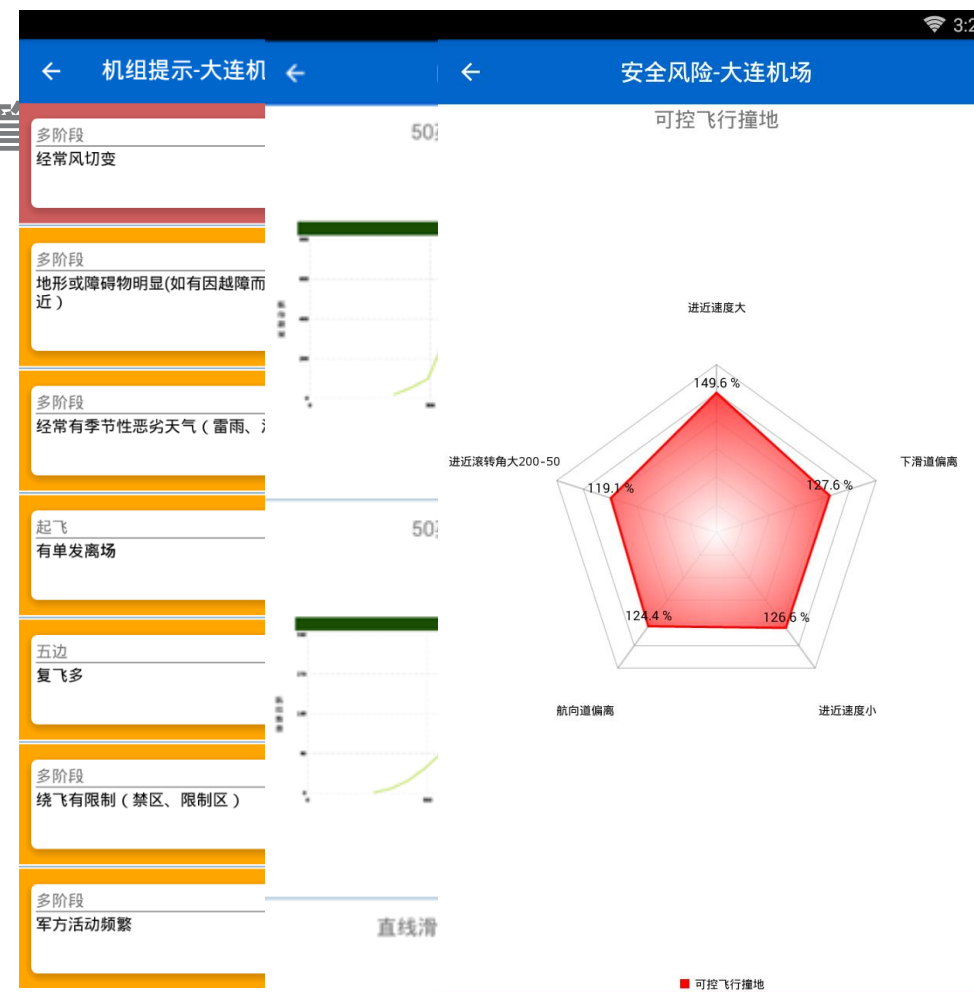 3:2
机组提示-大连机
安全风险-大连机场
多阶段
经常风切变
多阶段
地形或障碍物明显(如有因越障而
近）
多阶段
经常有季节性恶劣天气（雷雨、
起飞
有单发离场
五边
复飞多
多阶段
绕飞有限制（禁区、限制区）
多阶段
军方活动频繁
50
50
直线滑
可控飞行撞地
进近速度大
149.6 %
进近滚转角大200-50
下滑道偏离
119.1 %
127.6 %
124.4 %
126.6 %
航向道偏离
进近速度小
可控飞行撞地